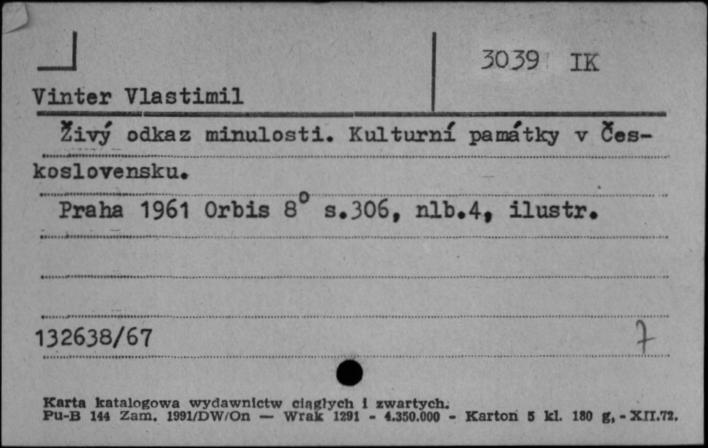 3039 IK
Vinter Vlastimil
Živý odkaz minulosti. Kulturní památky v Čes-
koslovensku.
Praha 1961 Orbis 8° s.306, nlb.4, ilustr.
132638/67 7
Karta katalogowa wydawnictw ciągłych i zwartych.
Pu-B 144 Zam. 1991/DW/On — Wrak 1291 - 4.350.000 - Karton 5 kl. 180 g, - XII.72.